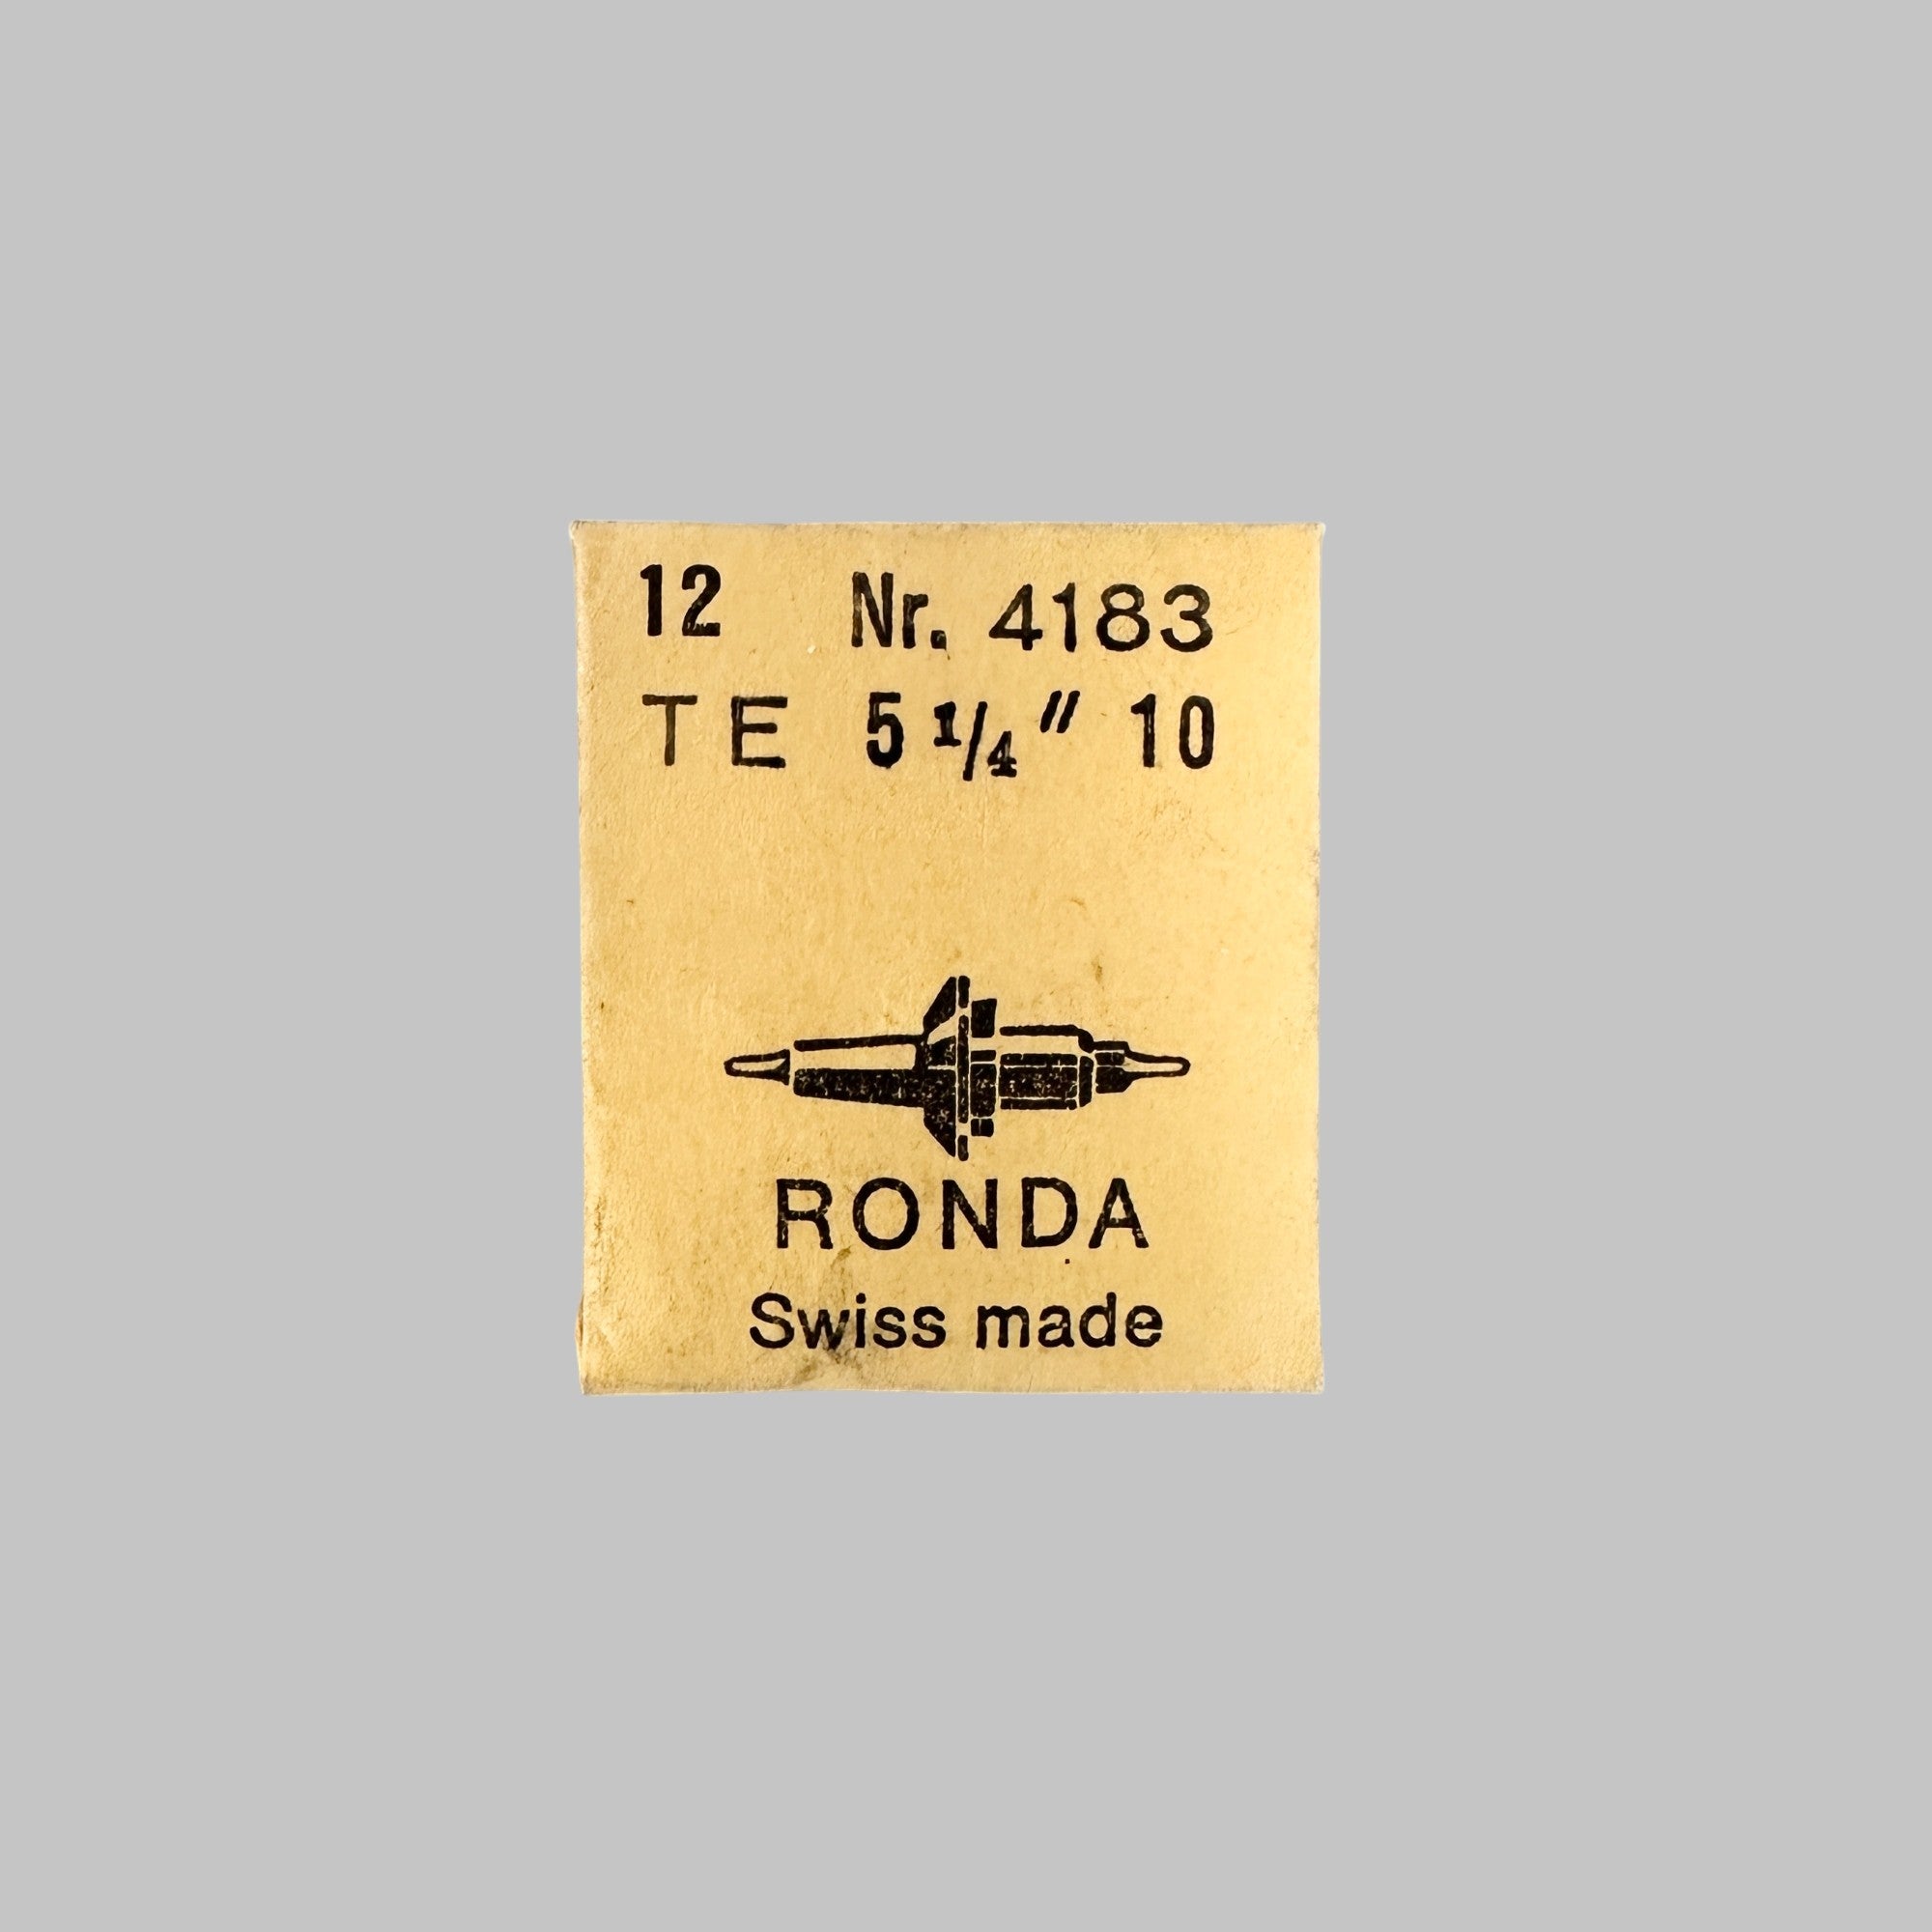 12 Nr. 4183
TE 5 1/4 ″ 10
RONDA
Swiss made